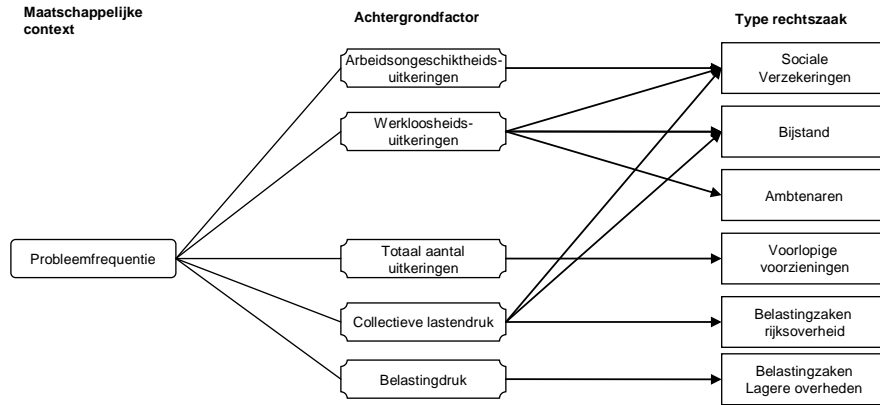 Maatschappelijke
context
Achtergrondfactor
Type rechtszaak
Probleemfrequentie
Arbeidsongeschiktheids-
uitkeringen
Werkloosheids-
uitkeringen
Totaal aantal
uitkeringen
Collectieve lastendruk
Belastingdruk
Sociale
Verzekeringen
Bijstand
Ambtenaren
Voorlopige
voorzieningen
Belastingzaken
rijksoverheid
Belastingzaken
Lagere overheden